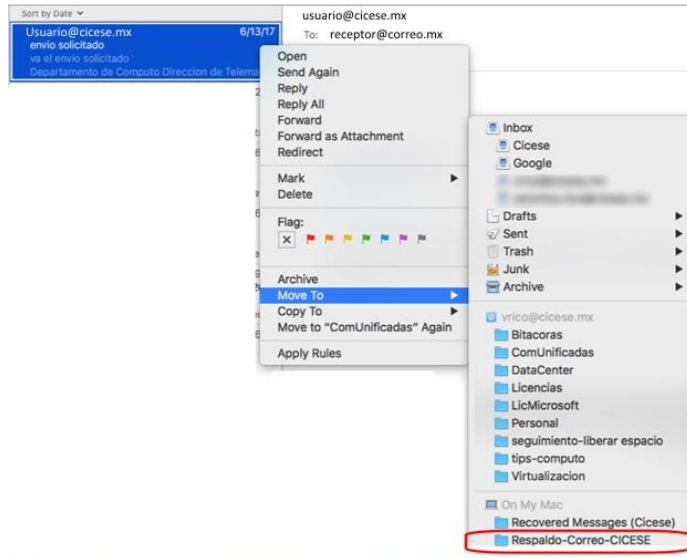 Sort by Date
usuario@cicese.mx
Usuario@cicese.mx 6/13/17
To: receptor@correo.mx
envio solicitado
va el envio solicitado
Departamento de Computo Direccion de Telema
Open
Send Again
Reply
Reply All
Forward
Forward as Attachment
Redirect
Mark
Delete
Flag:
Archive
Move To
Copy To
Move to "ComUnificadas" Again
Apply Rules
Inbox
Cicese
Google
Drafts
Sent
Trash
Junk
Archive
vrico@cicese.mx
Bitacoras
ComUnificadas
DataCenter
Licencias
LicMicrosoft
Personal
seguimiento-liberar espacio
tips-computo
Virtualizacion
On My Mac
Recovered Messages (Cicese)
Respaldo-Correo-CICESE